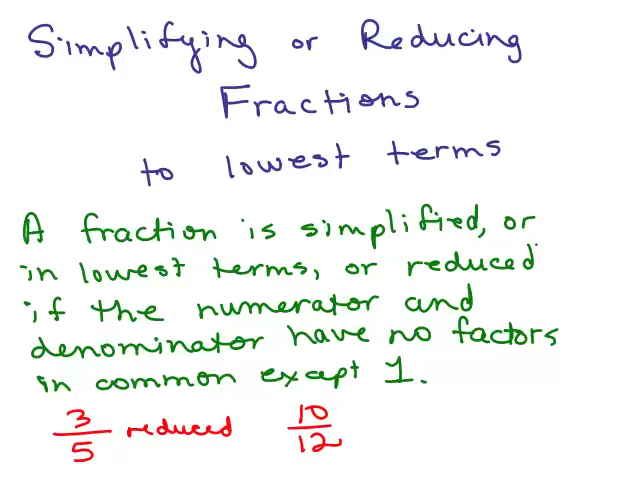 Simplifying or Reducing
Fractions
to lowest terms
A fraction is simplified, or
in lowest terms, or reduced
if the numerator and
denominator have no factors
in common except 1.
3/5 reduced 10/12